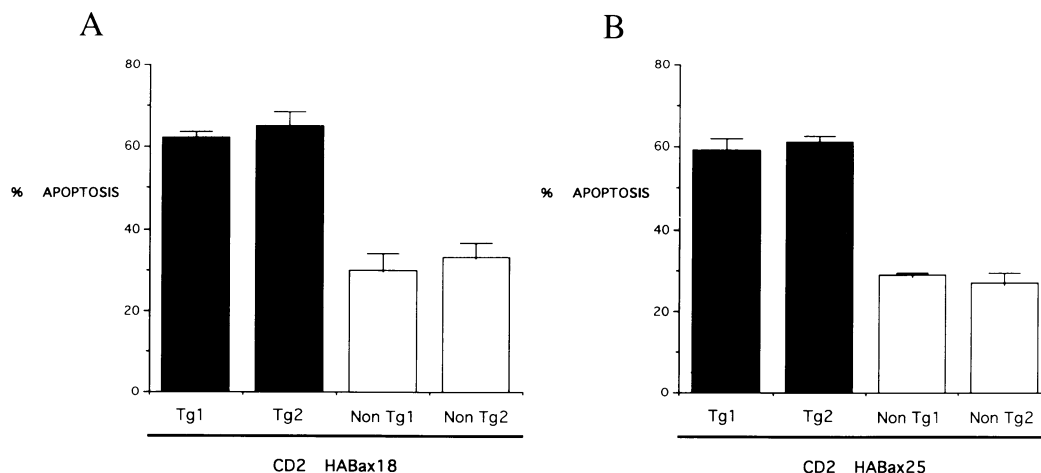 A
80
60
% APOPTOSIS
40
20
0
Tg1 Tg2 Non Tg1 Non Tg2
CD2 HABax18
B
80
60
% APOPTOSIS
40
20
0
Tg1 Tg2 Non Tg1 Non Tg2
CD2 HABax25